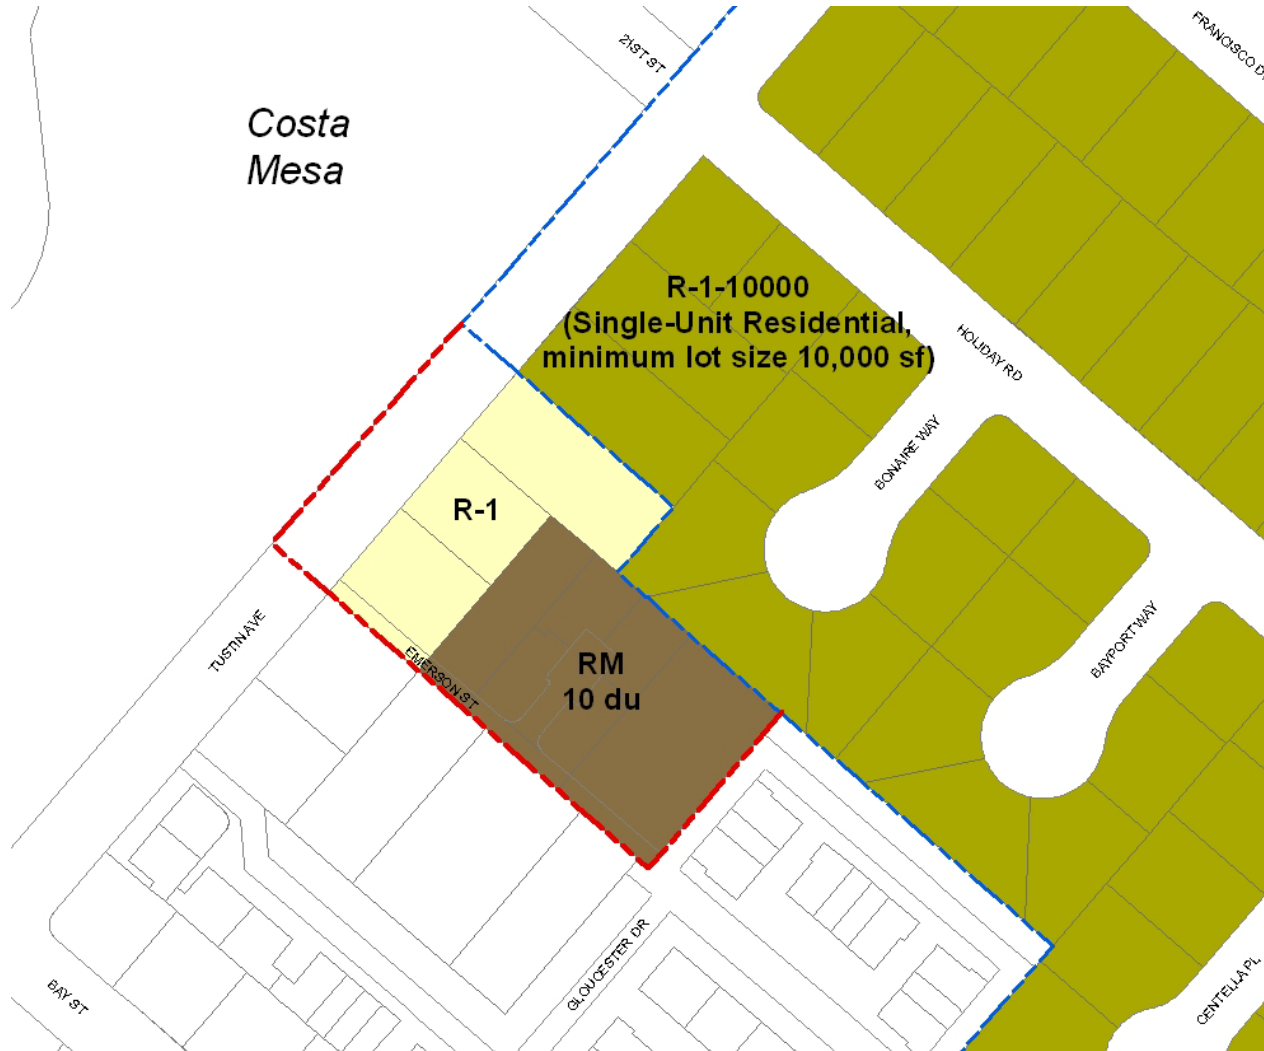 FRANCISCO D
21ST ST
Costa
Mesa
R-1-10000
(Single-Unit Residential,
minimum lot size 10,000 sf)
HOLIDAY RD
BONAIRE WAY
R-1
TUSTIN AVE
EMERSON ST
RM
10 du
BAYPORT WAY
GLOUCESTER DR
BAY ST
CENTELLA PL